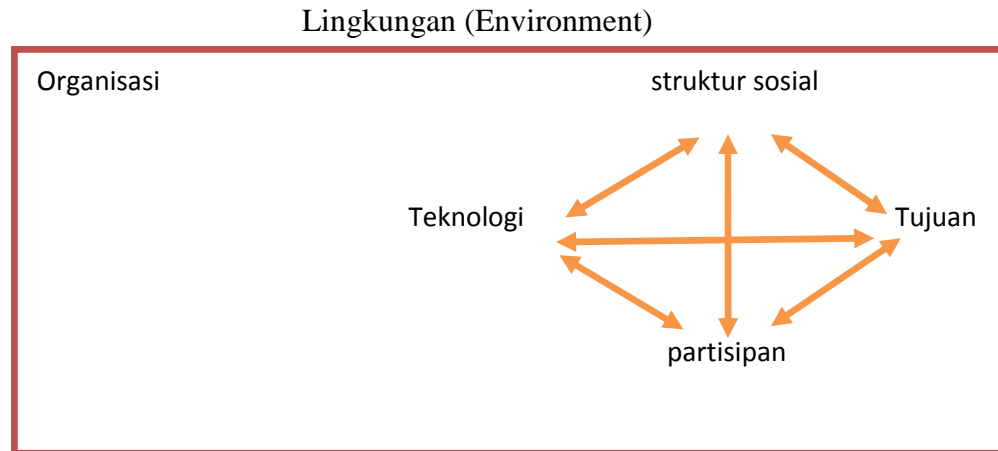 Lingkungan (Environment)
Organisasi
struktur sosial
Teknologi
Tujuan
partisipan